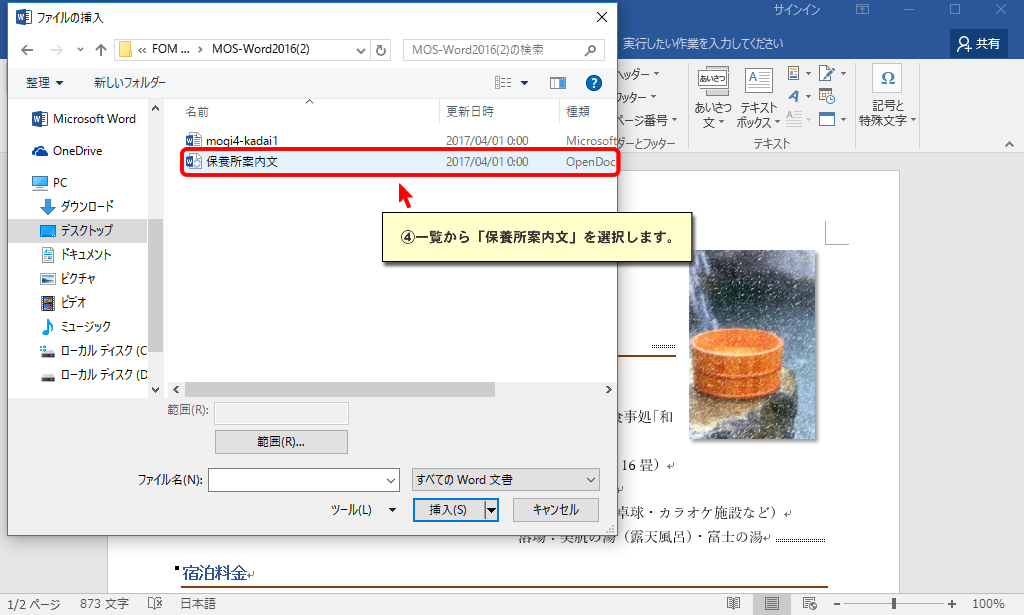 ファイルの挿入
サインイン
« FOM ... › MOS-Word2016(2)
MOS-Word2016(2)の検索
実行したい作業を入力してください
共有
整理
新しいフォルダー
ヘッダー
フッター
ページ番号
あいさつ
あいさつ文
テキストボックス
記号と特殊文字
テキスト
Microsoft Word
OneDrive
PC
ダウンロード
デスクトップ
ドキュメント
ピクチャ
ビデオ
ミュージック
ローカル ディスク (C
ローカル ディスク (D
名前
更新日時
種類
mogi4-kadai1
2017/04/01 0:00
Microsoft
保養所案内文
2017/04/01 0:00
OpenDoc
④一覧から「保養所案内文」を選択します。
範囲(R):
範囲(R)...
ファイル名(N):
すべての Word 文書
ツール(L)
挿入(S)
キャンセル
食事処「和
16 畳）
卓球・カラオケ施設など）
浴場：美肌の湯（露天風呂）・富士の湯
宿泊料金
1/2 ページ
873 文字
日本語
100%